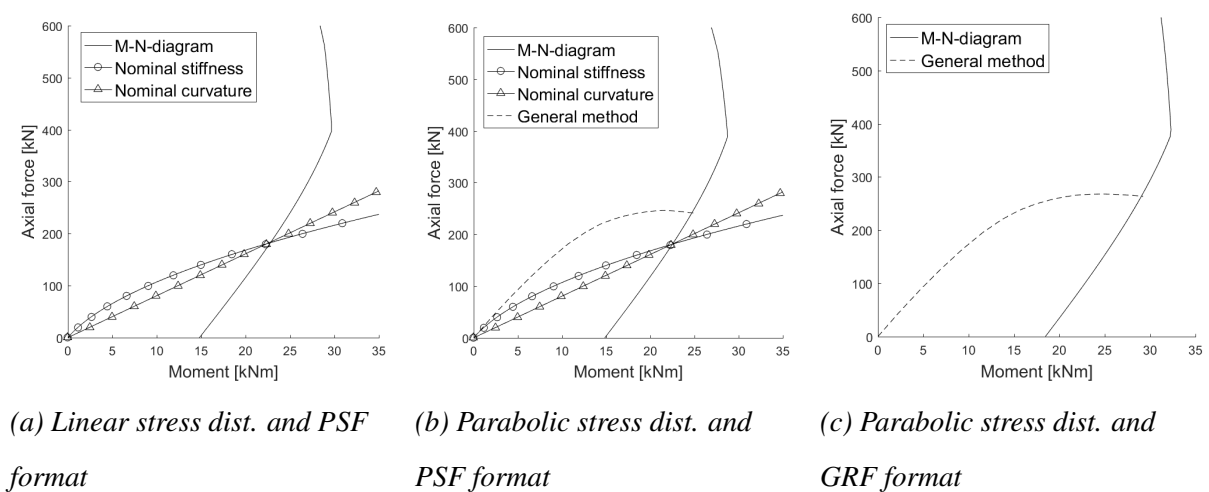 600
500
400
300
200
100
0
Axial force [kN]
M-N-diagram
Nominal stiffness
Nominal curvature
0 5 10 15 20 25 30 35
Moment [kNm]
(a) Linear stress dist. and PSF
format
600
500
400
300
200
100
0
Axial force [kN]
M-N-diagram
Nominal stiffness
Nominal curvature
General method
0 5 10 15 20 25 30 35
Moment [kNm]
(b) Parabolic stress dist. and
PSF format
600
500
400
300
200
100
0
Axial force [kN]
M-N-diagram
General method
0 5 10 15 20 25 30 35
Moment [kNm]
(c) Parabolic stress dist. and
GRF format